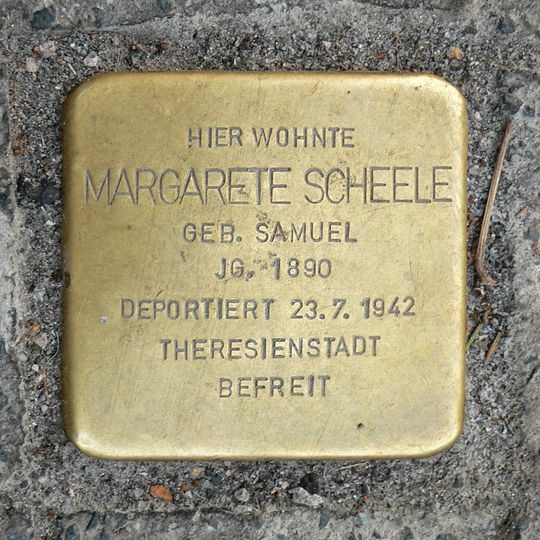 HIER WOHNTE
MARGARETE SCHEELE
GEB. SAMUEL
JG. 1890
DEPORTIERT 23.7.1942
THERESIENSTADT
BEFREIT